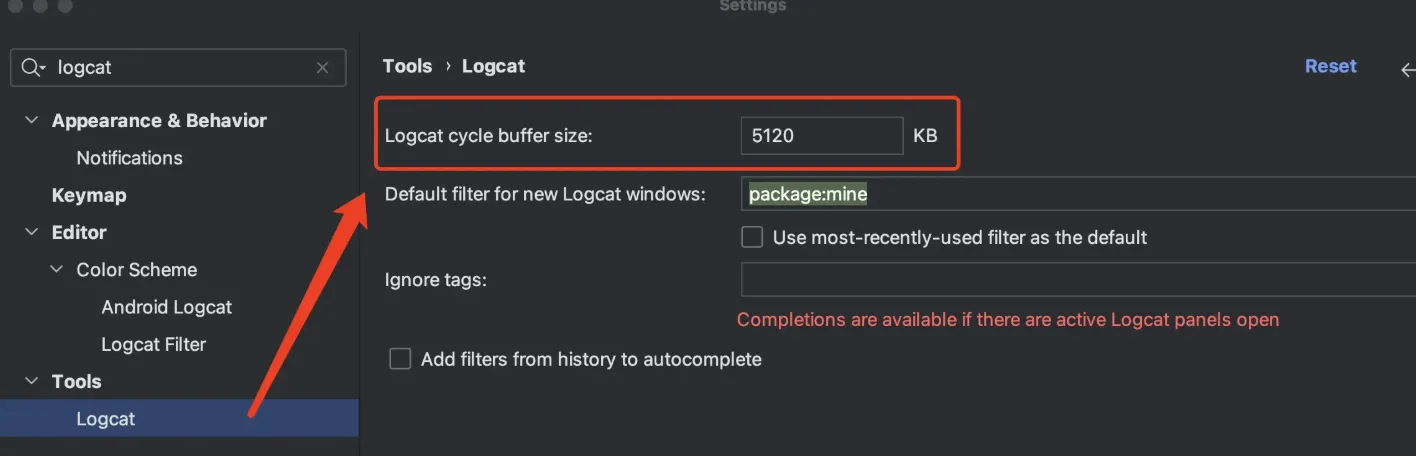 Settings
logcat
Tools › Logcat
Reset
Appearance & Behavior
Notifications
Keymap
Editor
Color Scheme
Android Logcat
Logcat Filter
Tools
Logcat
Logcat cycle buffer size: 5120 KB
Default filter for new Logcat windows: package:mine
Use most-recently-used filter as the default
Ignore tags:
Completions are available if there are active Logcat panels open
Add filters from history to autocomplete